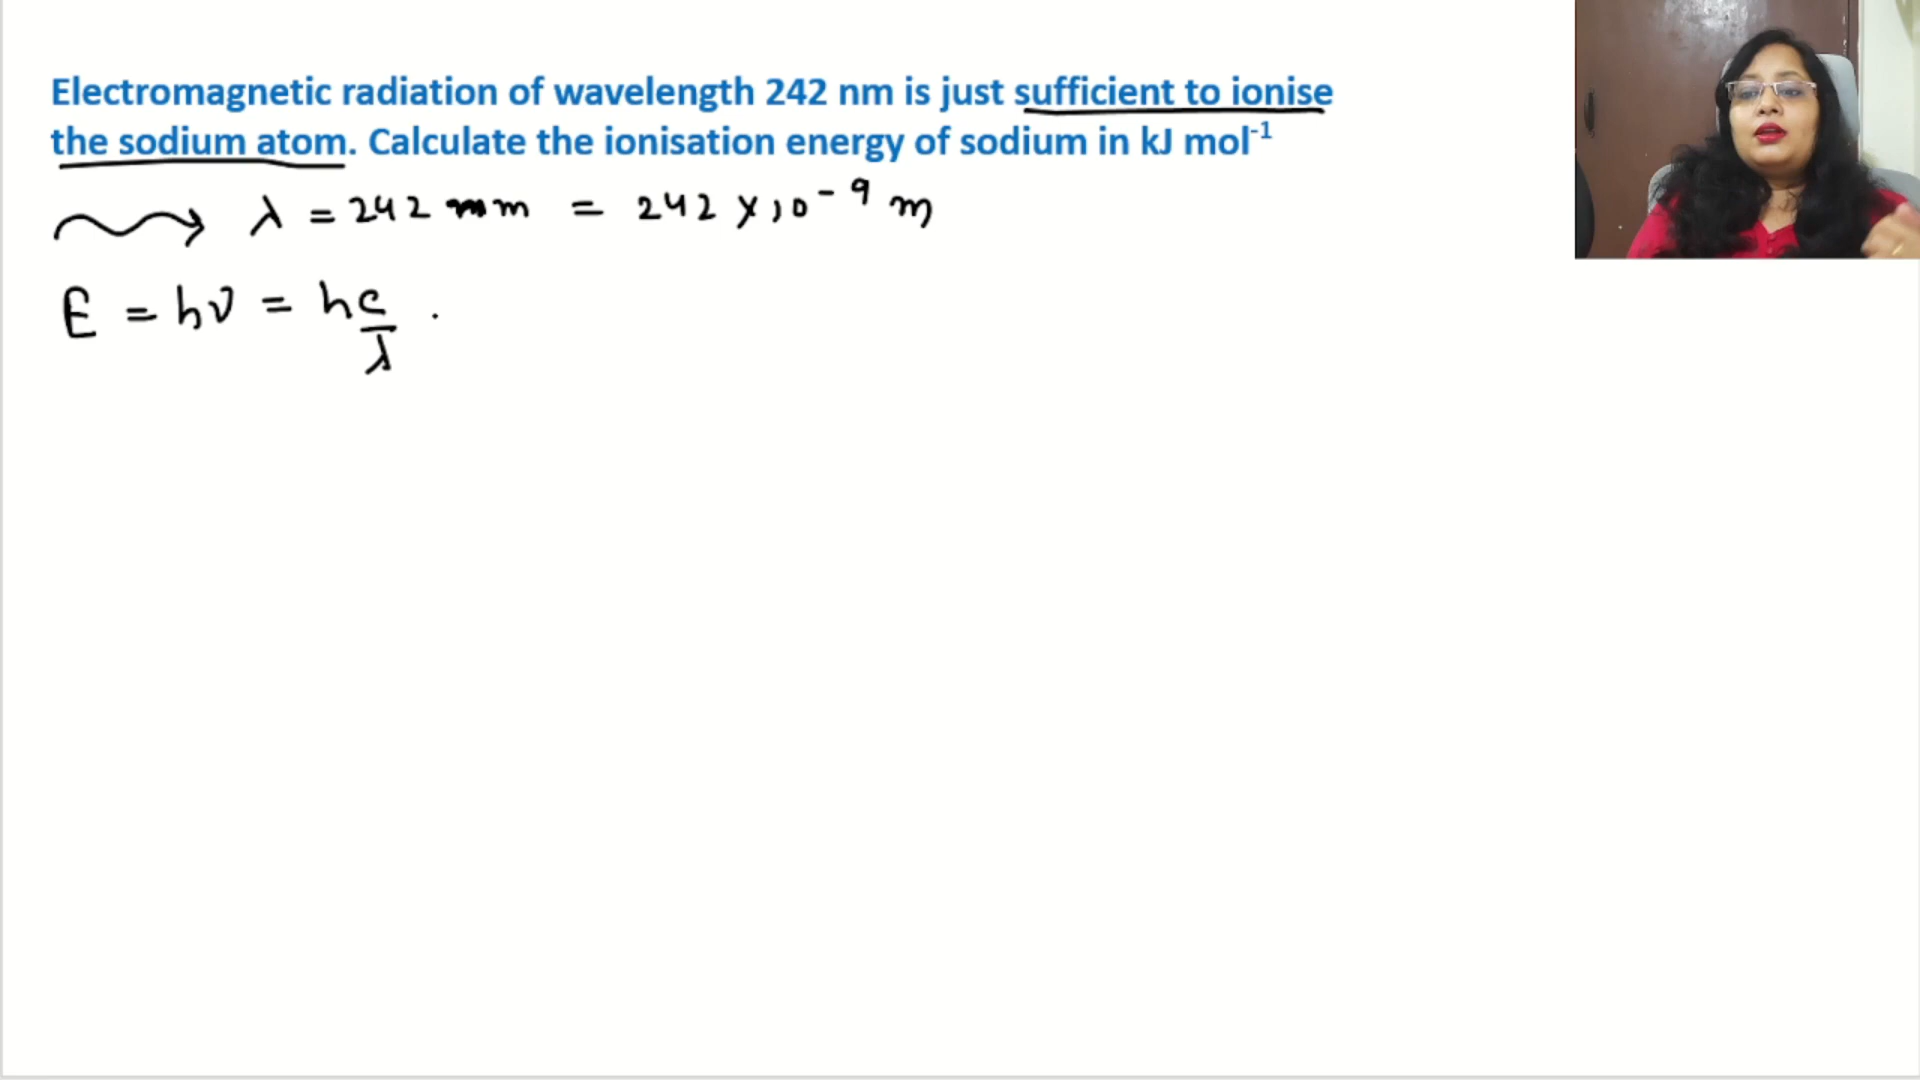 Electromagnetic radiation of wavelength 242 nm is just sufficient to ionise
the sodium atom. Calculate the ionisation energy of sodium in kJ mol⁻¹
λ = 242 nm = 242 × 10⁻⁹ m
E = hν = hc/λ .